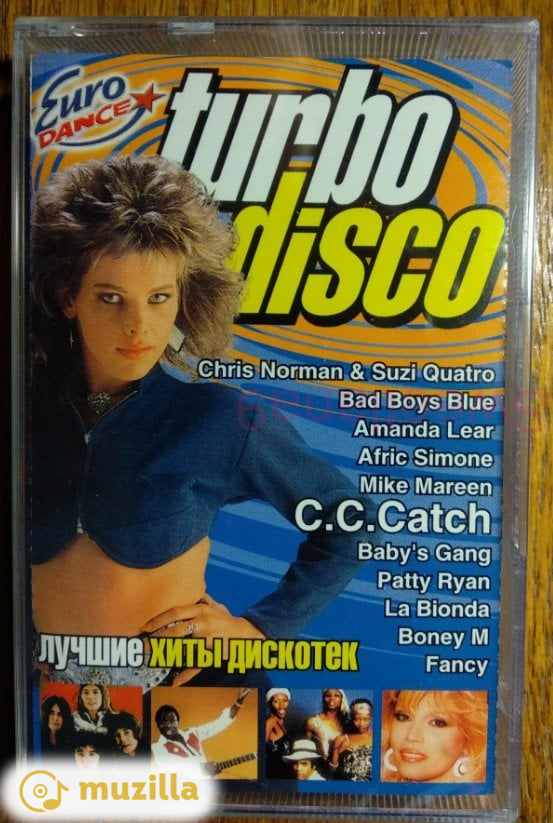 Euro
DANCE
turbo
disco
Chris Norman & Suzi Quatro
Bad Boys Blue
Amanda Lear
Afric Simone
Mike Mareen
C.C.Catch
Baby's Gang
Patty Ryan
La Bionda
Boney M
Fancy
лучшие хиты дискотек
muzilla